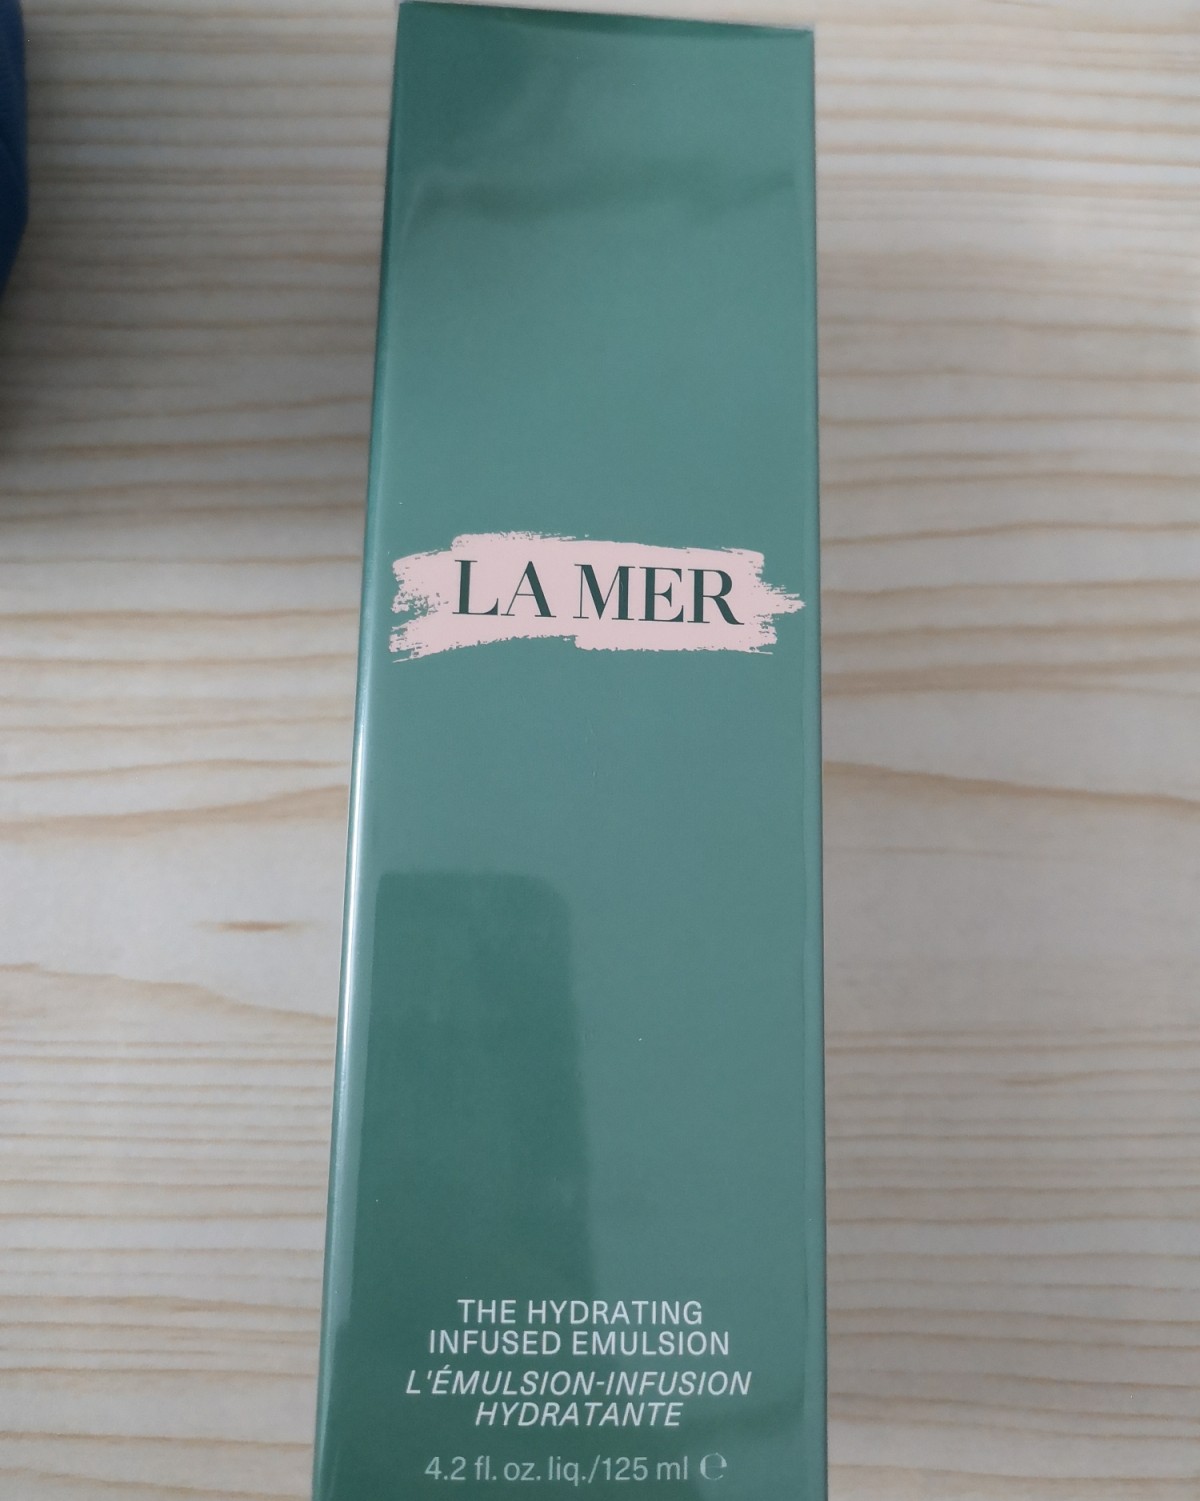 LA MER
THE HYDRATING
INFUSED EMULSION
L'ÉMULSION-INFUSION
HYDRATANTE
4.2 fl. oz. liq./125 ml ℮